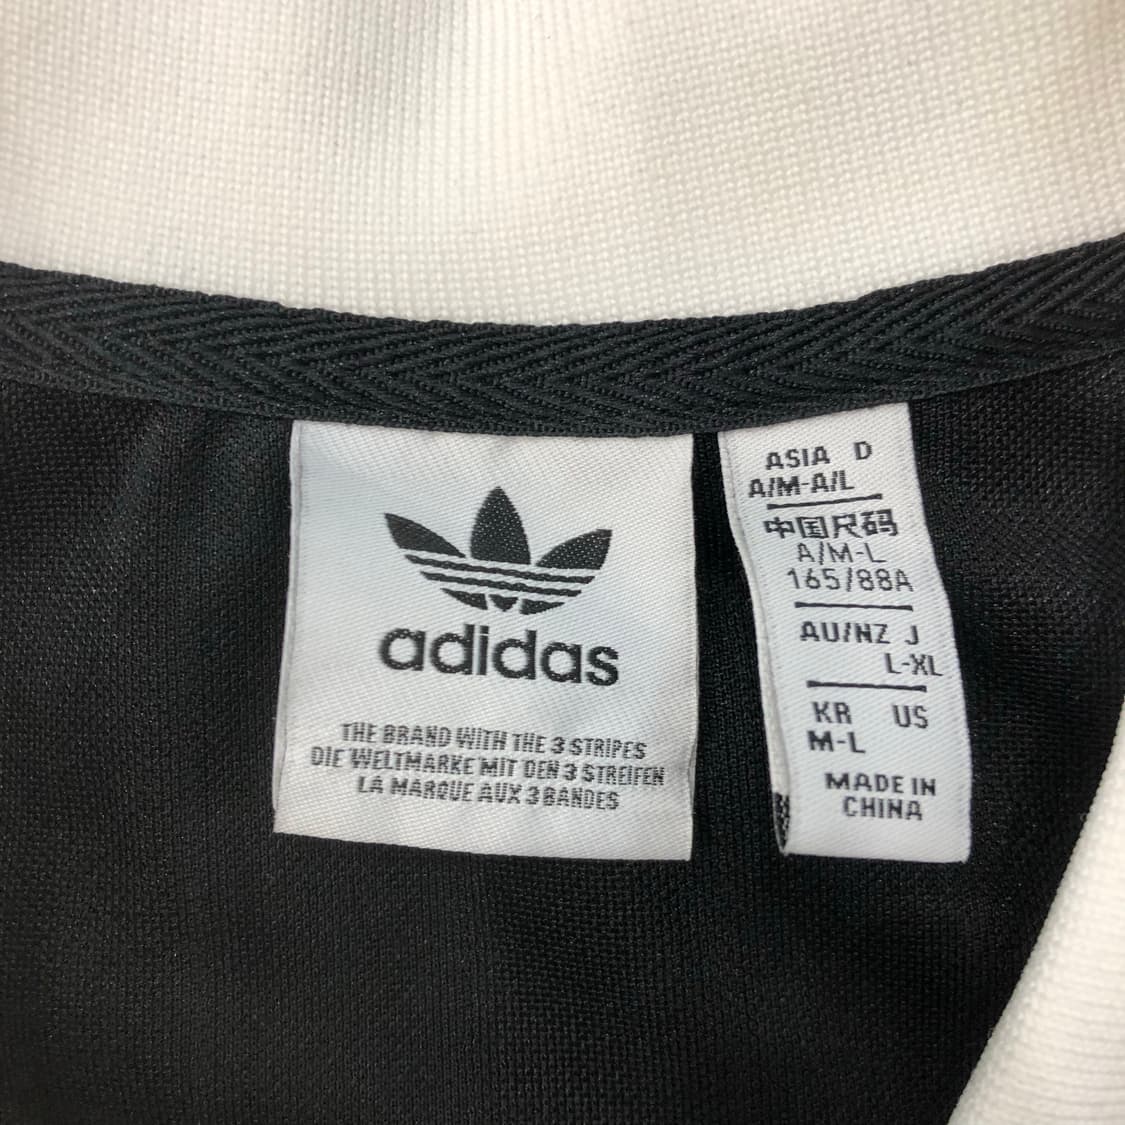 adidas
THE BRAND WITH THE 3 STRIPES
DIE WELTMARKE MIT DEN 3 STREIFEN
LA MARQUE AUX 3 BANDES
ASIA D
A/M-A/L
中国尺码
A/M-L
165/88A
AU/NZ J
L-XL
KR US
M-L
MADE IN
CHINA